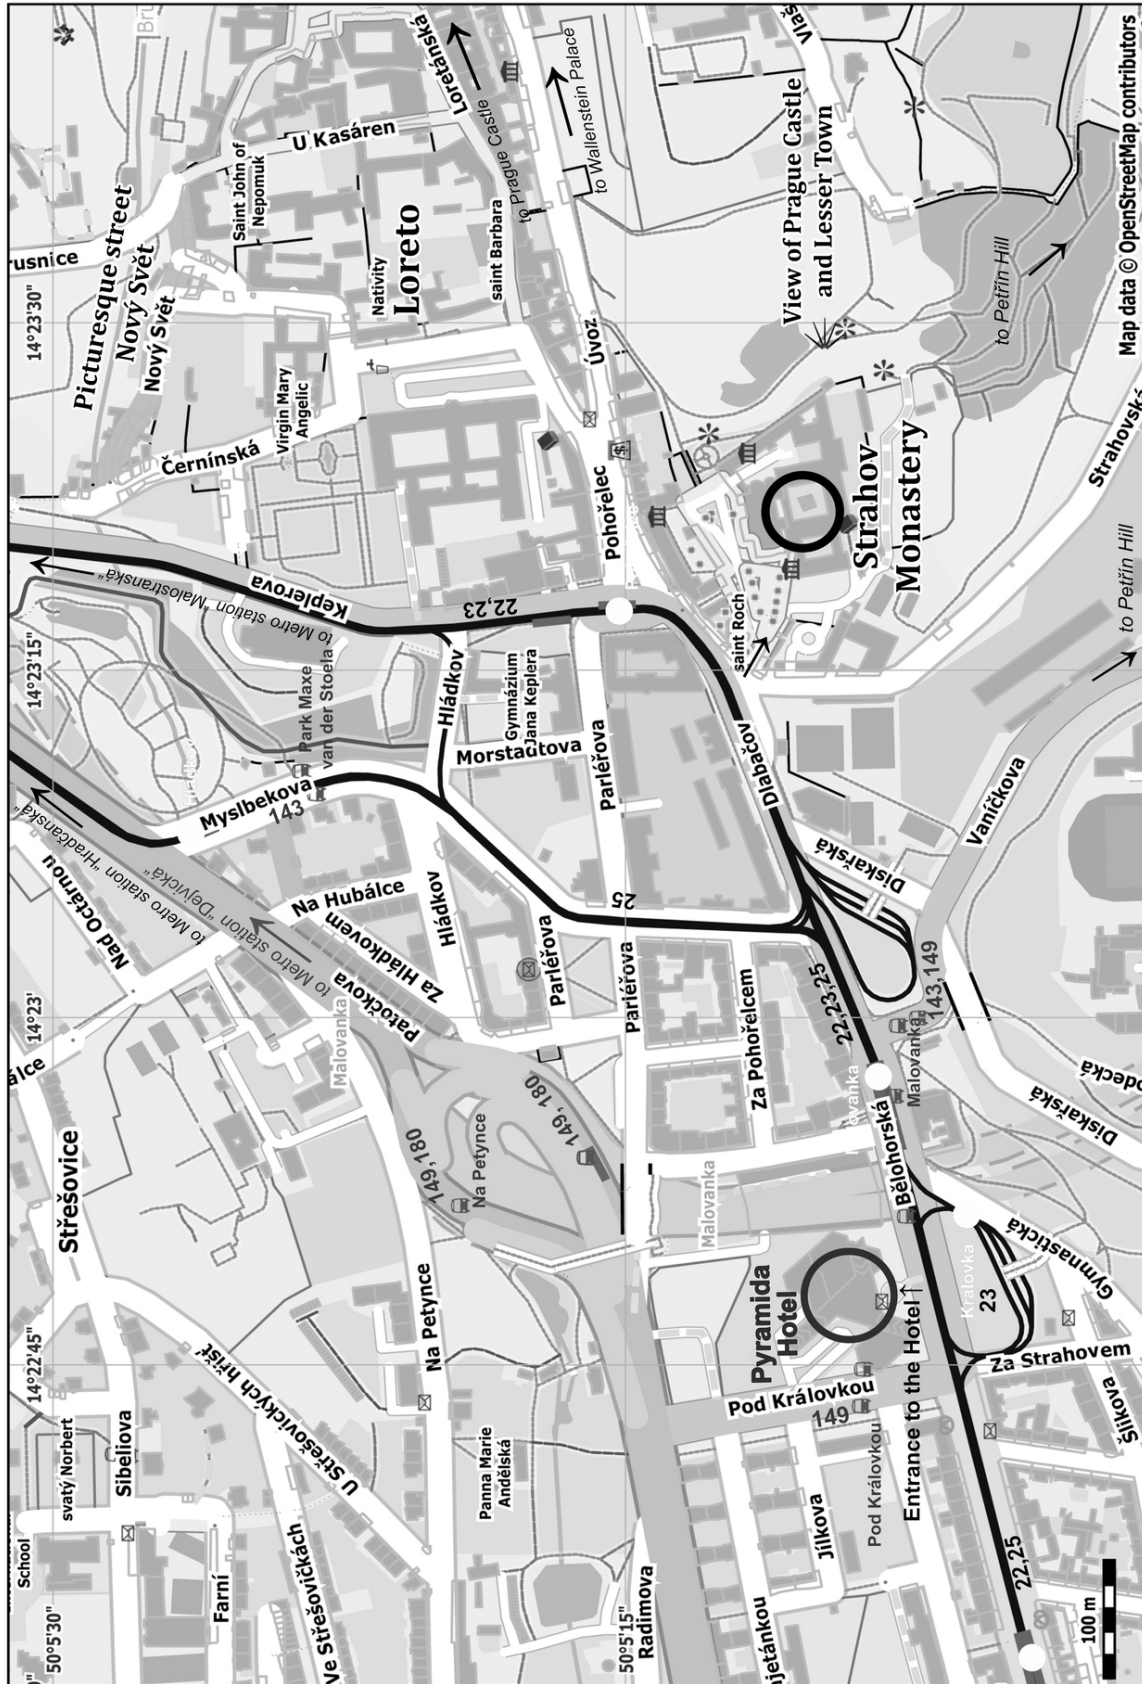 Brusnice
Picturesque street
Nový Svět
Nový Svět
14°23'30"
Černínská
Saint John of
Nepomuk
U Kasáren
Loretánská
to Prague Castle
to Wallenstein Palace
Vlaš
View of Prague Castle
and Lesser Town
Nativity
Loreto
saint Barbara
Úvoz
Virgin Mary
Angelic
to Petřín Hill
Map data © OpenStreetMap contributors
Strahovská
Strahov
Monastery
Pohořelec
to Metro station "Malostranská"
Keplerova
22,23
saint Roch
14°23'15"
Park Maxe
van der Stoela
Hládkov
Gymnázium
Jana Keplera
Morstadtova
Parléřova
Dlabačov
to Petřín Hill
Myslbekova
143
to Metro station "Hradčanská"
to Metro station "Dejvická"
Nad Octárnou
Na Hubálce
Za Hládkovem
Hládkov
Parléřova
25
Diskařská
Vaníčkova
Patočkova
Parléřova
Za Pohořelcem
22,23,25
143,149
14°23'
álce
Malovanka
Malovanka
ovanka
odecká
Diskařská
Střešovice
149,180
149,180
Na Petynce
Malovanka
Bělohorská
Gymnastická
Královka
23
Pyramida
Hotel
Entrance to the Hotel ↑
Na Petynce
14°22'45"
U Střešovických hřišť
Pod Královkou
149
Za Strahovem
Šlikova
svatý Norbert
Sibeliova
Panna Marie
Andělská
Pod Královkou
Jílkova
School
Farní
Ve Střešovičkách
Radimova
ajetánkou
22,25
50°5'30"
50°5'15"
100 m